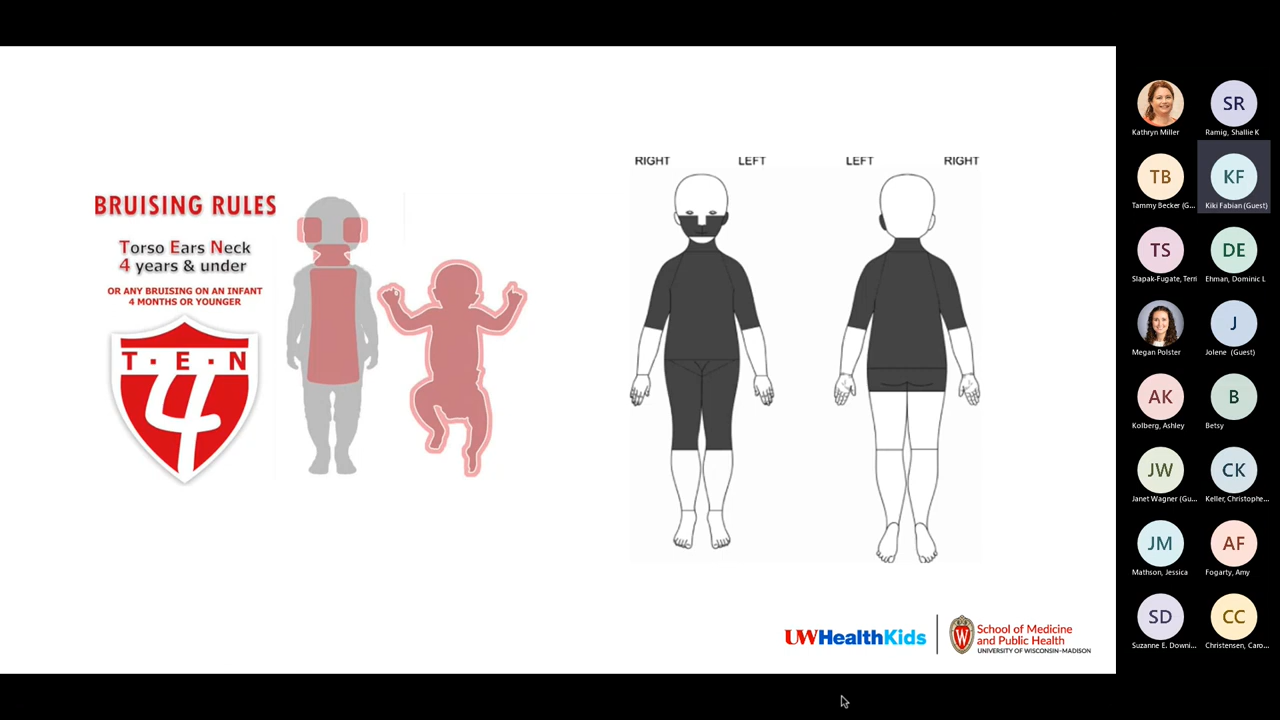 BRUISING RULES
Torso Ears Neck
4 years & under
OR ANY BRUISING ON AN INFANT
4 MONTHS OR YOUNGER
T·E·N
4
RIGHT LEFT LEFT RIGHT
UWHealthKids
W
School of Medicine
and Public Health
UNIVERSITY OF WISCONSIN-MADISON
Kathryn Miller
SR
Ramig, Shallie K
TB
Tammy Becker (G...
KF
Kiki Fabian (Guest)
TS
Slapak-Fugate, Terri
DE
Ehman, Dominic L
Megan Polster
J
Jolene (Guest)
AK
Kolberg, Ashley
B
Betsy
JW
Janet Wagner (Gu...
CK
Keller, Christophe...
JM
Mathson, Jessica
AF
Fogarty, Amy
SD
Suzanne E. Downi...
CC
Christensen, Caro...